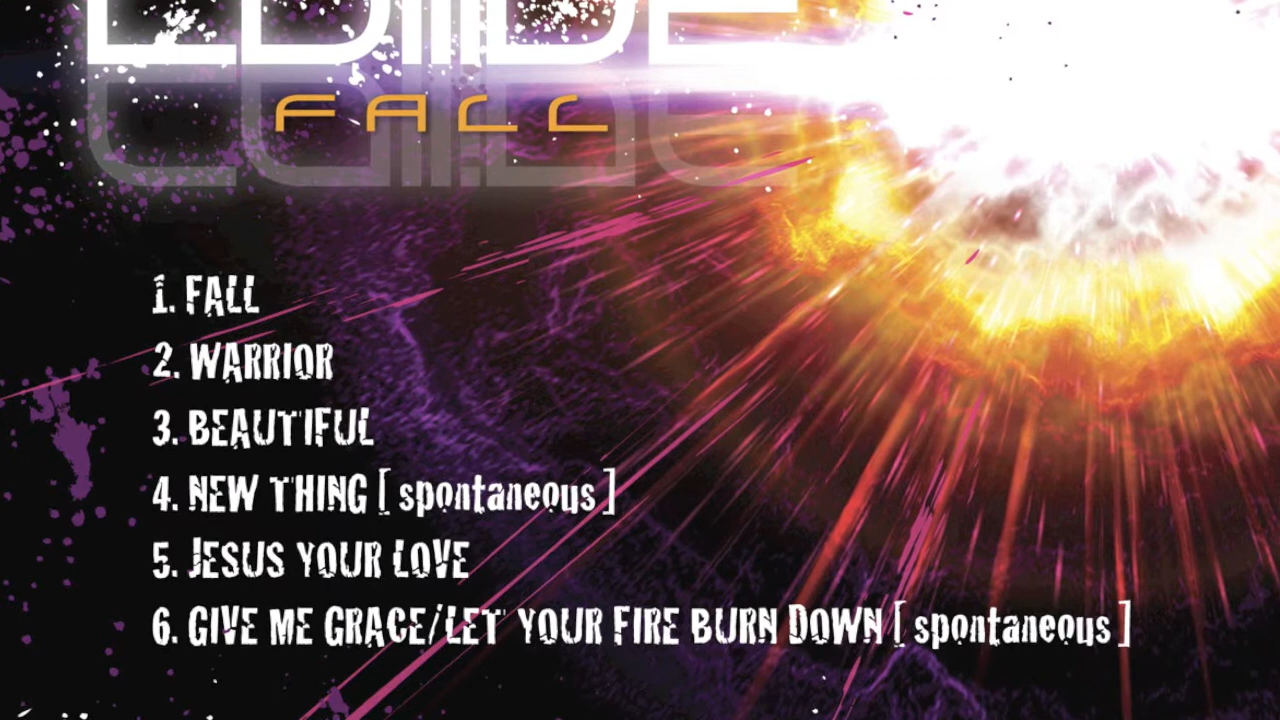 FALL
1. FALL
2. WARRIOR
3. BEAUTIFUL
4. NEW THING [ spontaneous ]
5. JESUS YOUR LOVE
6. GIVE ME GRACE/LET YOUR FIRE BURN DOWN [ spontaneous ]